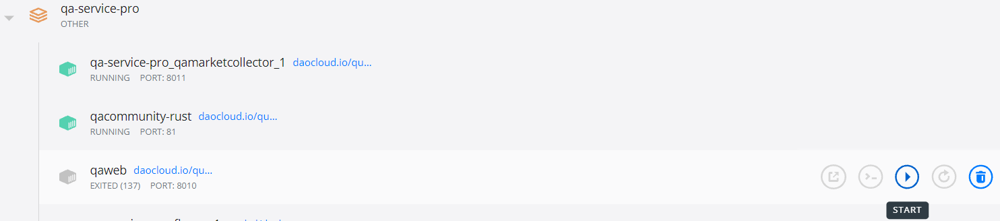 qa-service-pro
OTHER
qa-service-pro_qamarketcollector_1 daocloud.io/qu...
RUNNING PORT: 8011
qacommunity-rust daocloud.io/qu...
RUNNING PORT: 81
qaweb daocloud.io/qu...
EXITED (137) PORT: 8010
START